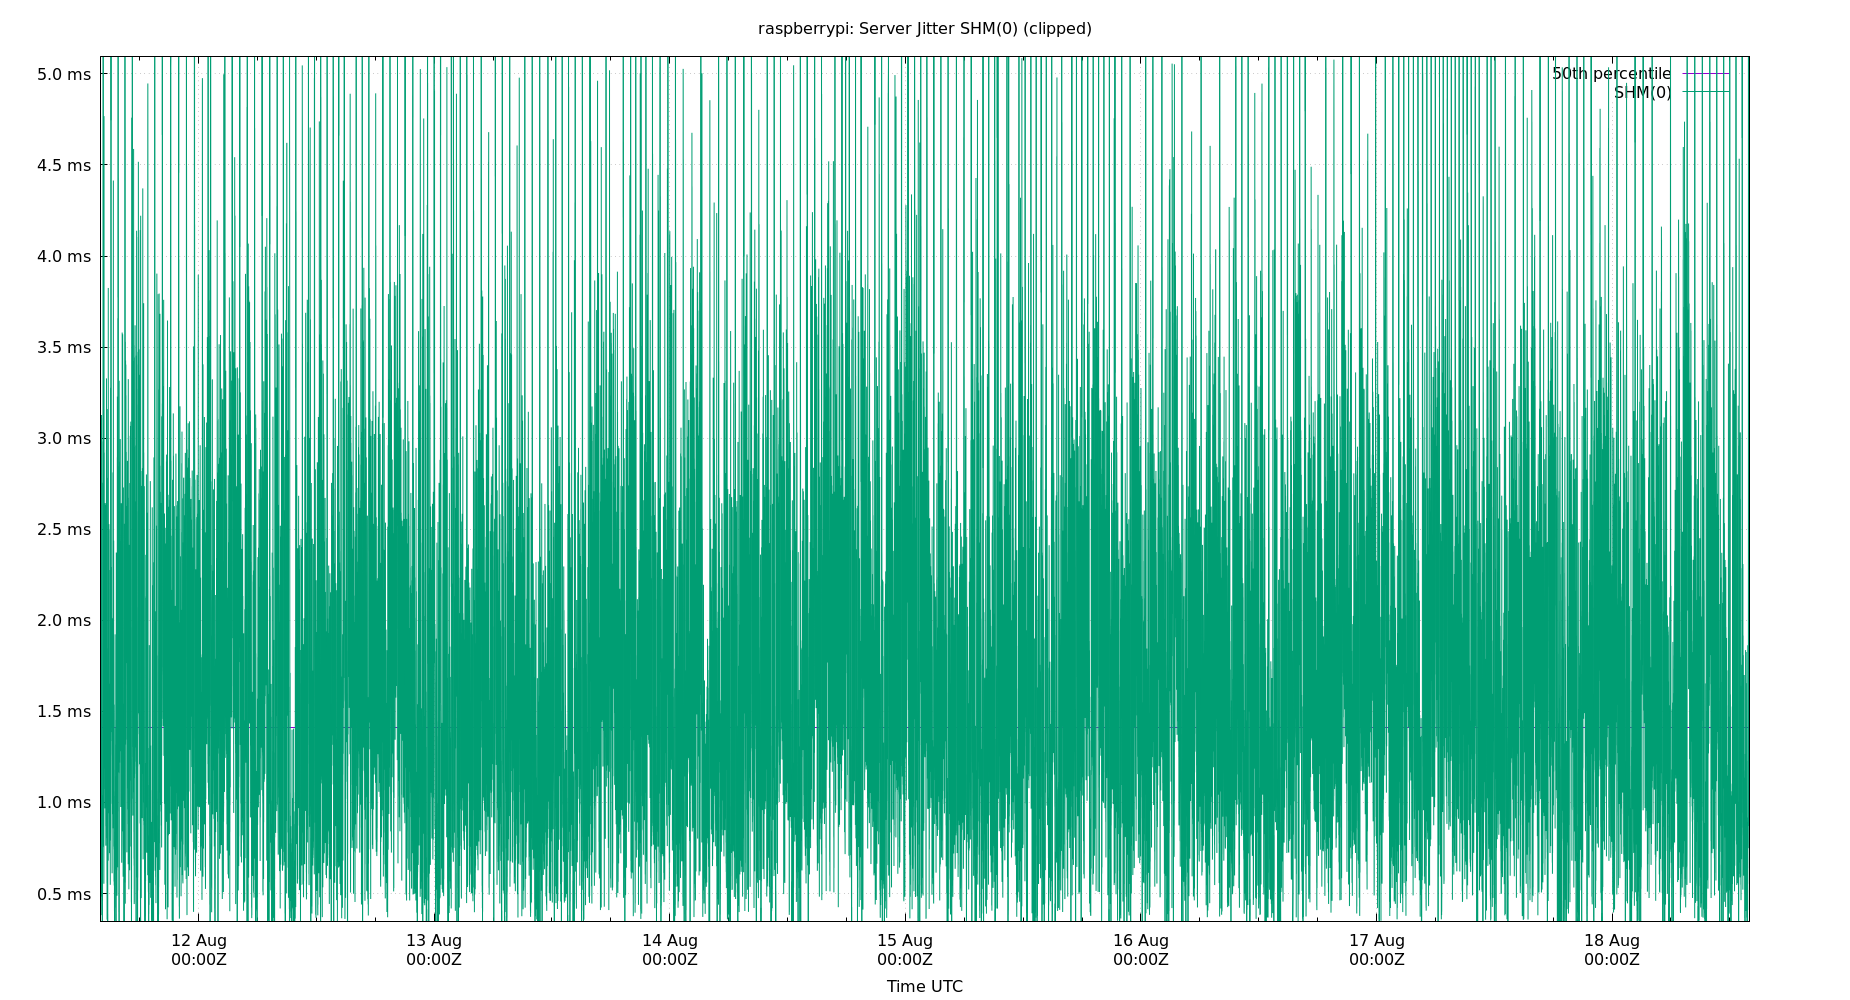 raspberrypi: Server Jitter SHM(0) (clipped)
50th percentile
SHM(0)
5.0 ms
4.5 ms
4.0 ms
3.5 ms
3.0 ms
2.5 ms
2.0 ms
1.5 ms
1.0 ms
0.5 ms
12 Aug
00:00Z
13 Aug
00:00Z
14 Aug
00:00Z
15 Aug
00:00Z
16 Aug
00:00Z
17 Aug
00:00Z
18 Aug
00:00Z
Time UTC